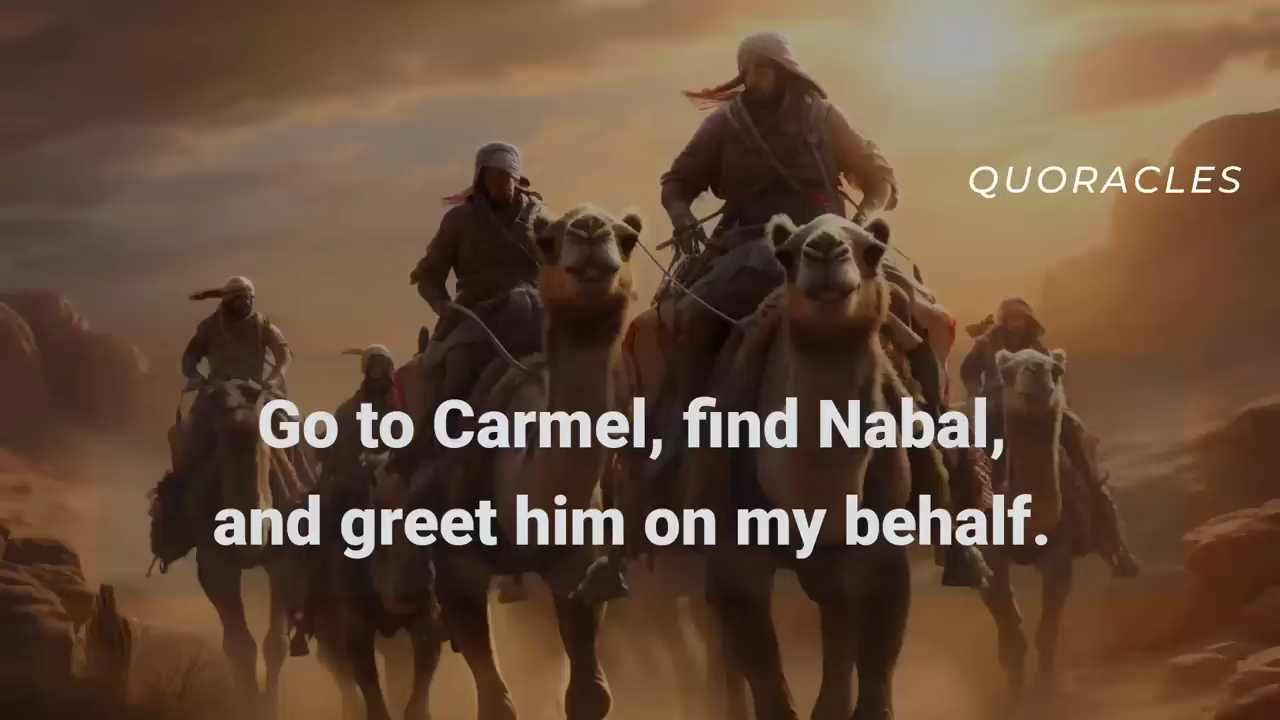 QUORACLES
Go to Carmel, find Nabal,
and greet him on my behalf.